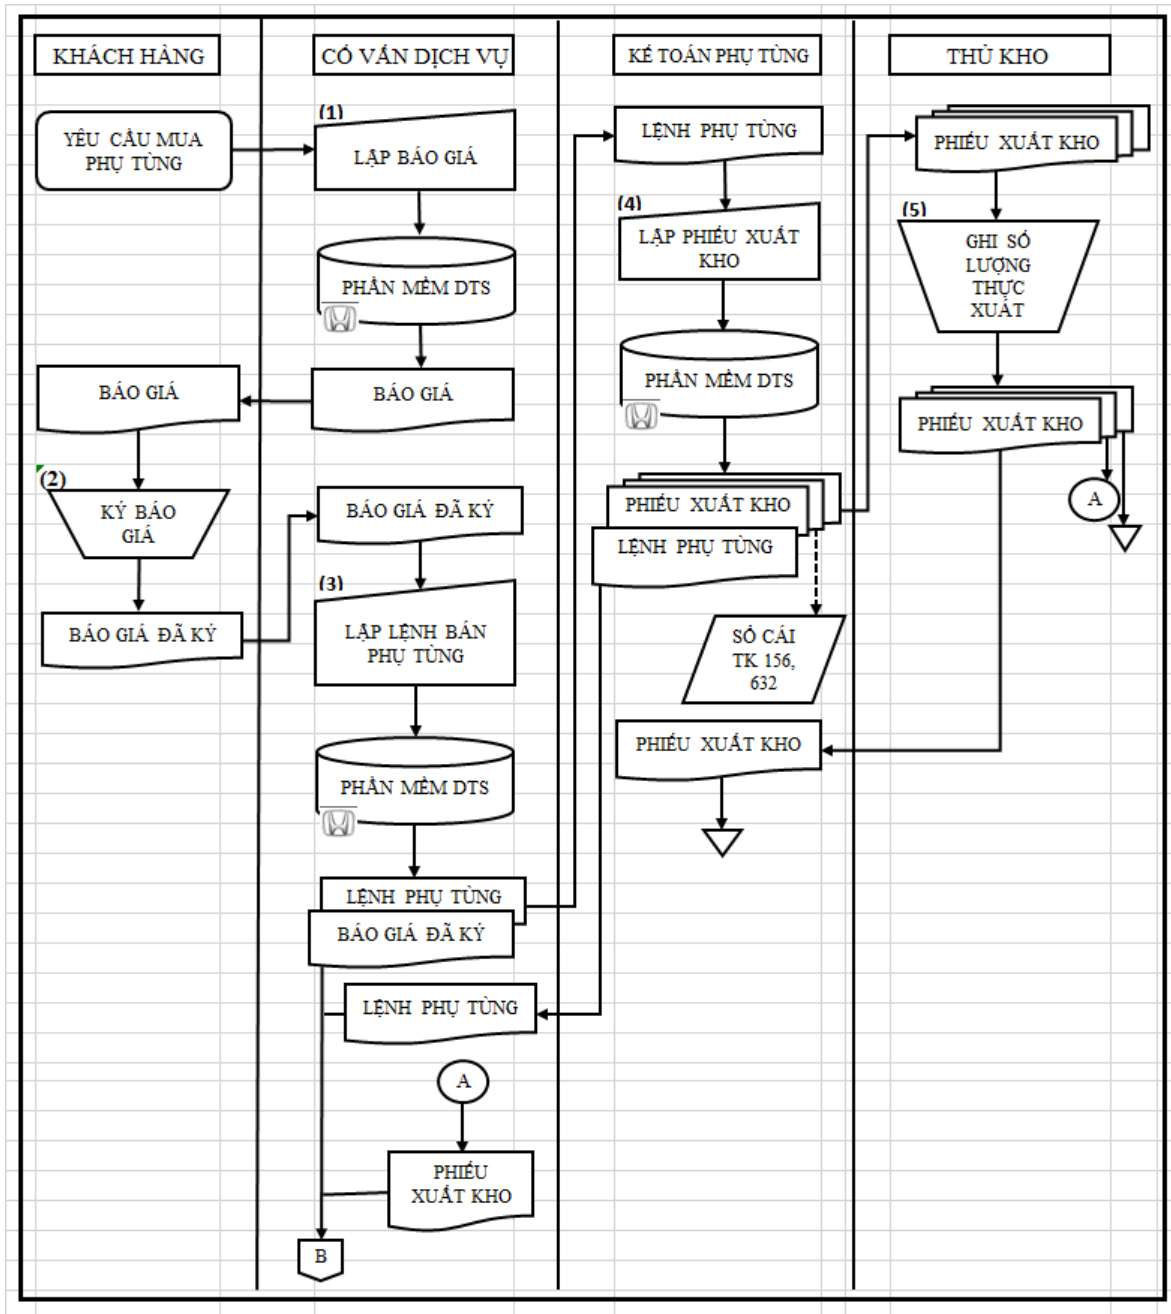 KHÁCH HÀNG
CỐ VẤN DỊCH VỤ
KẾ TOÁN PHỤ TÙNG
THỦ KHO
YÊU CẦU MUA
PHỤ TÙNG
(1)
LẬP BÁO GIÁ
PHẦN MỀM DTS
BÁO GIÁ
BÁO GIÁ
(2)
KÝ BÁO
GIÁ
BÁO GIÁ ĐÃ KÝ
BÁO GIÁ ĐÃ KÝ
(3)
LẬP LỆNH BÁN
PHỤ TÙNG
PHẦN MỀM DTS
LỆNH PHỤ TÙNG
BÁO GIÁ ĐÃ KÝ
LỆNH PHỤ TÙNG
A
PHIẾU
XUẤT KHO
B
LỆNH PHỤ TÙNG
(4)
LẬP PHIẾU XUẤT
KHO
PHẦN MỀM DTS
PHIẾU XUẤT KHO
LỆNH PHỤ TÙNG
SỔ CÁI
TK 156,
632
PHIẾU XUẤT KHO
PHIẾU XUẤT KHO
(5)
GHI SỐ
LƯỢNG
THỰC
XUẤT
PHIẾU XUẤT KHO
A